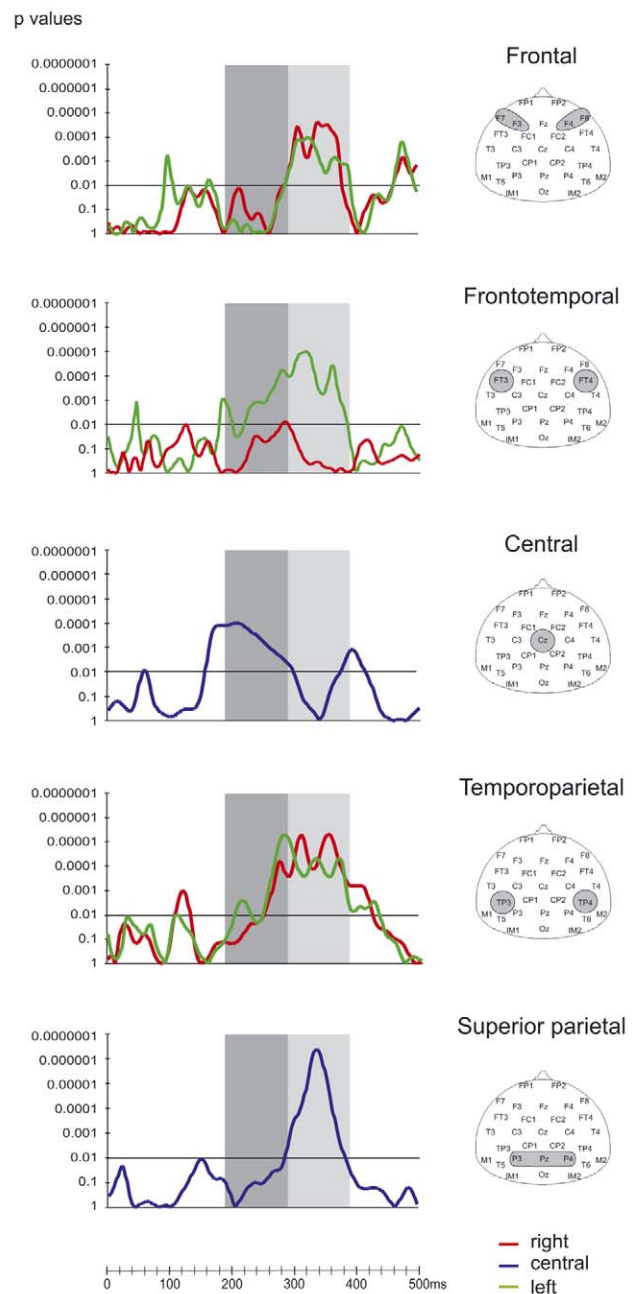 p values
Frontal
0.0000001
0.000001
0.00001
0.0001
0.001
0.01
0.1
1
FP1 FP2
F7 F3 Fz F4 F8
FT3 FC1 FC2 FT4
T3 C3 Cz C4 T4
TP3 CP1 CP2 TP4
M1 T5 P3 Pz P4 T6 M2
IM1 Oz IM2
Frontotemporal
0.0000001
0.000001
0.00001
0.0001
0.001
0.01
0.1
1
FP1 FP2
F7 F3 Fz F4 F8
FT3 FC1 FC2 FT4
T3 C3 Cz C4 T4
TP3 CP1 CP2 TP4
M1 T5 P3 Pz P4 T6 M2
IM1 Oz IM2
Central
0.0000001
0.000001
0.00001
0.0001
0.001
0.01
0.1
1
FP1 FP2
F7 F3 Fz F4 F8
FT3 FC1 FC2 FT4
T3 C3 Cz C4 T4
TP3 CP1 CP2 TP4
M1 T5 P3 Pz P4 T6 M2
IM1 Oz IM2
Temporoparietal
0.0000001
0.000001
0.00001
0.0001
0.001
0.01
0.1
1
FP1 FP2
F7 F3 Fz F4 F8
FT3 FC1 FC2 FT4
T3 C3 Cz C4 T4
TP3 CP1 CP2 TP4
M1 T5 P3 Pz P4 T6 M2
IM1 Oz IM2
Superior parietal
0.0000001
0.000001
0.00001
0.0001
0.001
0.01
0.1
1
FP1 FP2
F7 F3 Fz F4 F8
FT3 FC1 FC2 FT4
T3 C3 Cz C4 T4
TP3 CP1 CP2 TP4
M1 T5 P3 Pz P4 T6 M2
IM1 Oz IM2
0 100 200 300 400 500ms
right
central
left